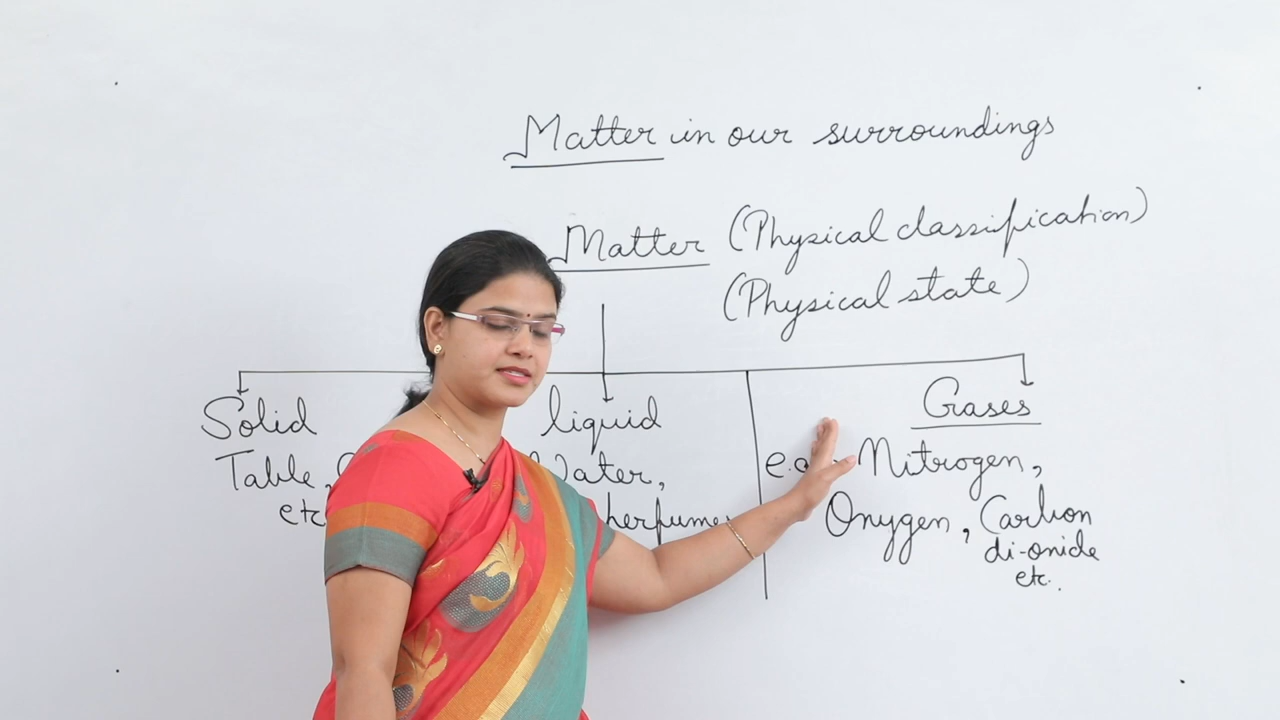 Matter in our surroundings
Matter (Physical classification)
(Physical state)
Solid
Table,
etc
liquid
Water,
perfume
Gases
e.g. Nitrogen,
Oxygen, Carbon
di-oxide
etc.